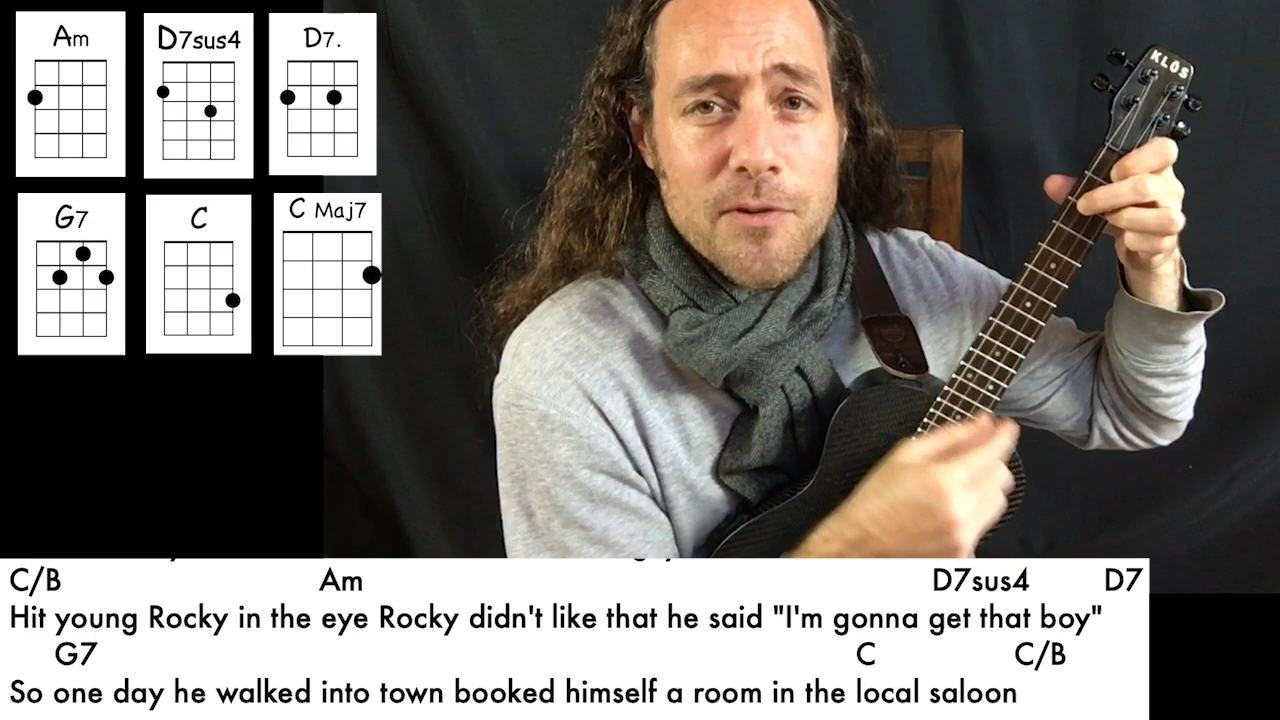 Am
D7sus4
D7.
G7
C
C Maj7
KLŌS
C/B Am D7sus4 D7
Hit young Rocky in the eye Rocky didn't like that he said "I'm gonna get that boy"
G7 C C/B
So one day he walked into town booked himself a room in the local saloon